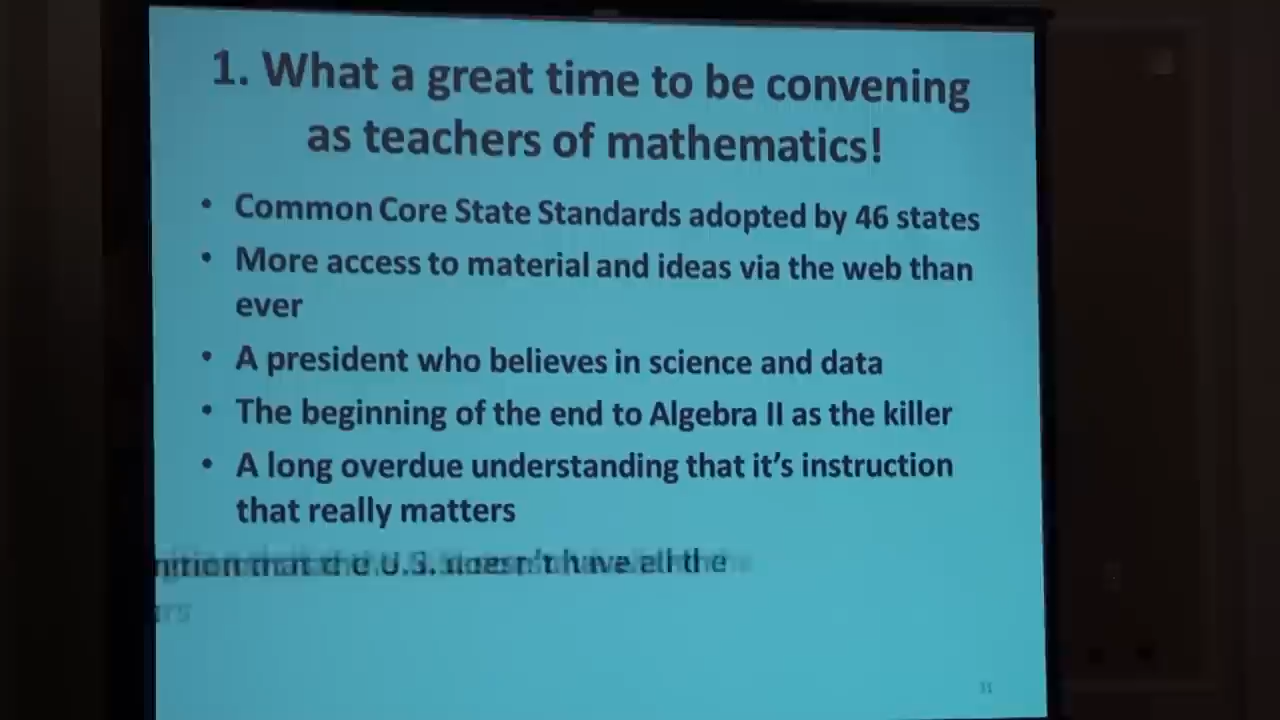 1. What a great time to be convening
as teachers of mathematics!
• Common Core State Standards adopted by 46 states
• More access to material and ideas via the web than
ever
• A president who believes in science and data
• The beginning of the end to Algebra II as the killer
• A long overdue understanding that it's instruction
that really matters
that the U.S. doesn't have all the